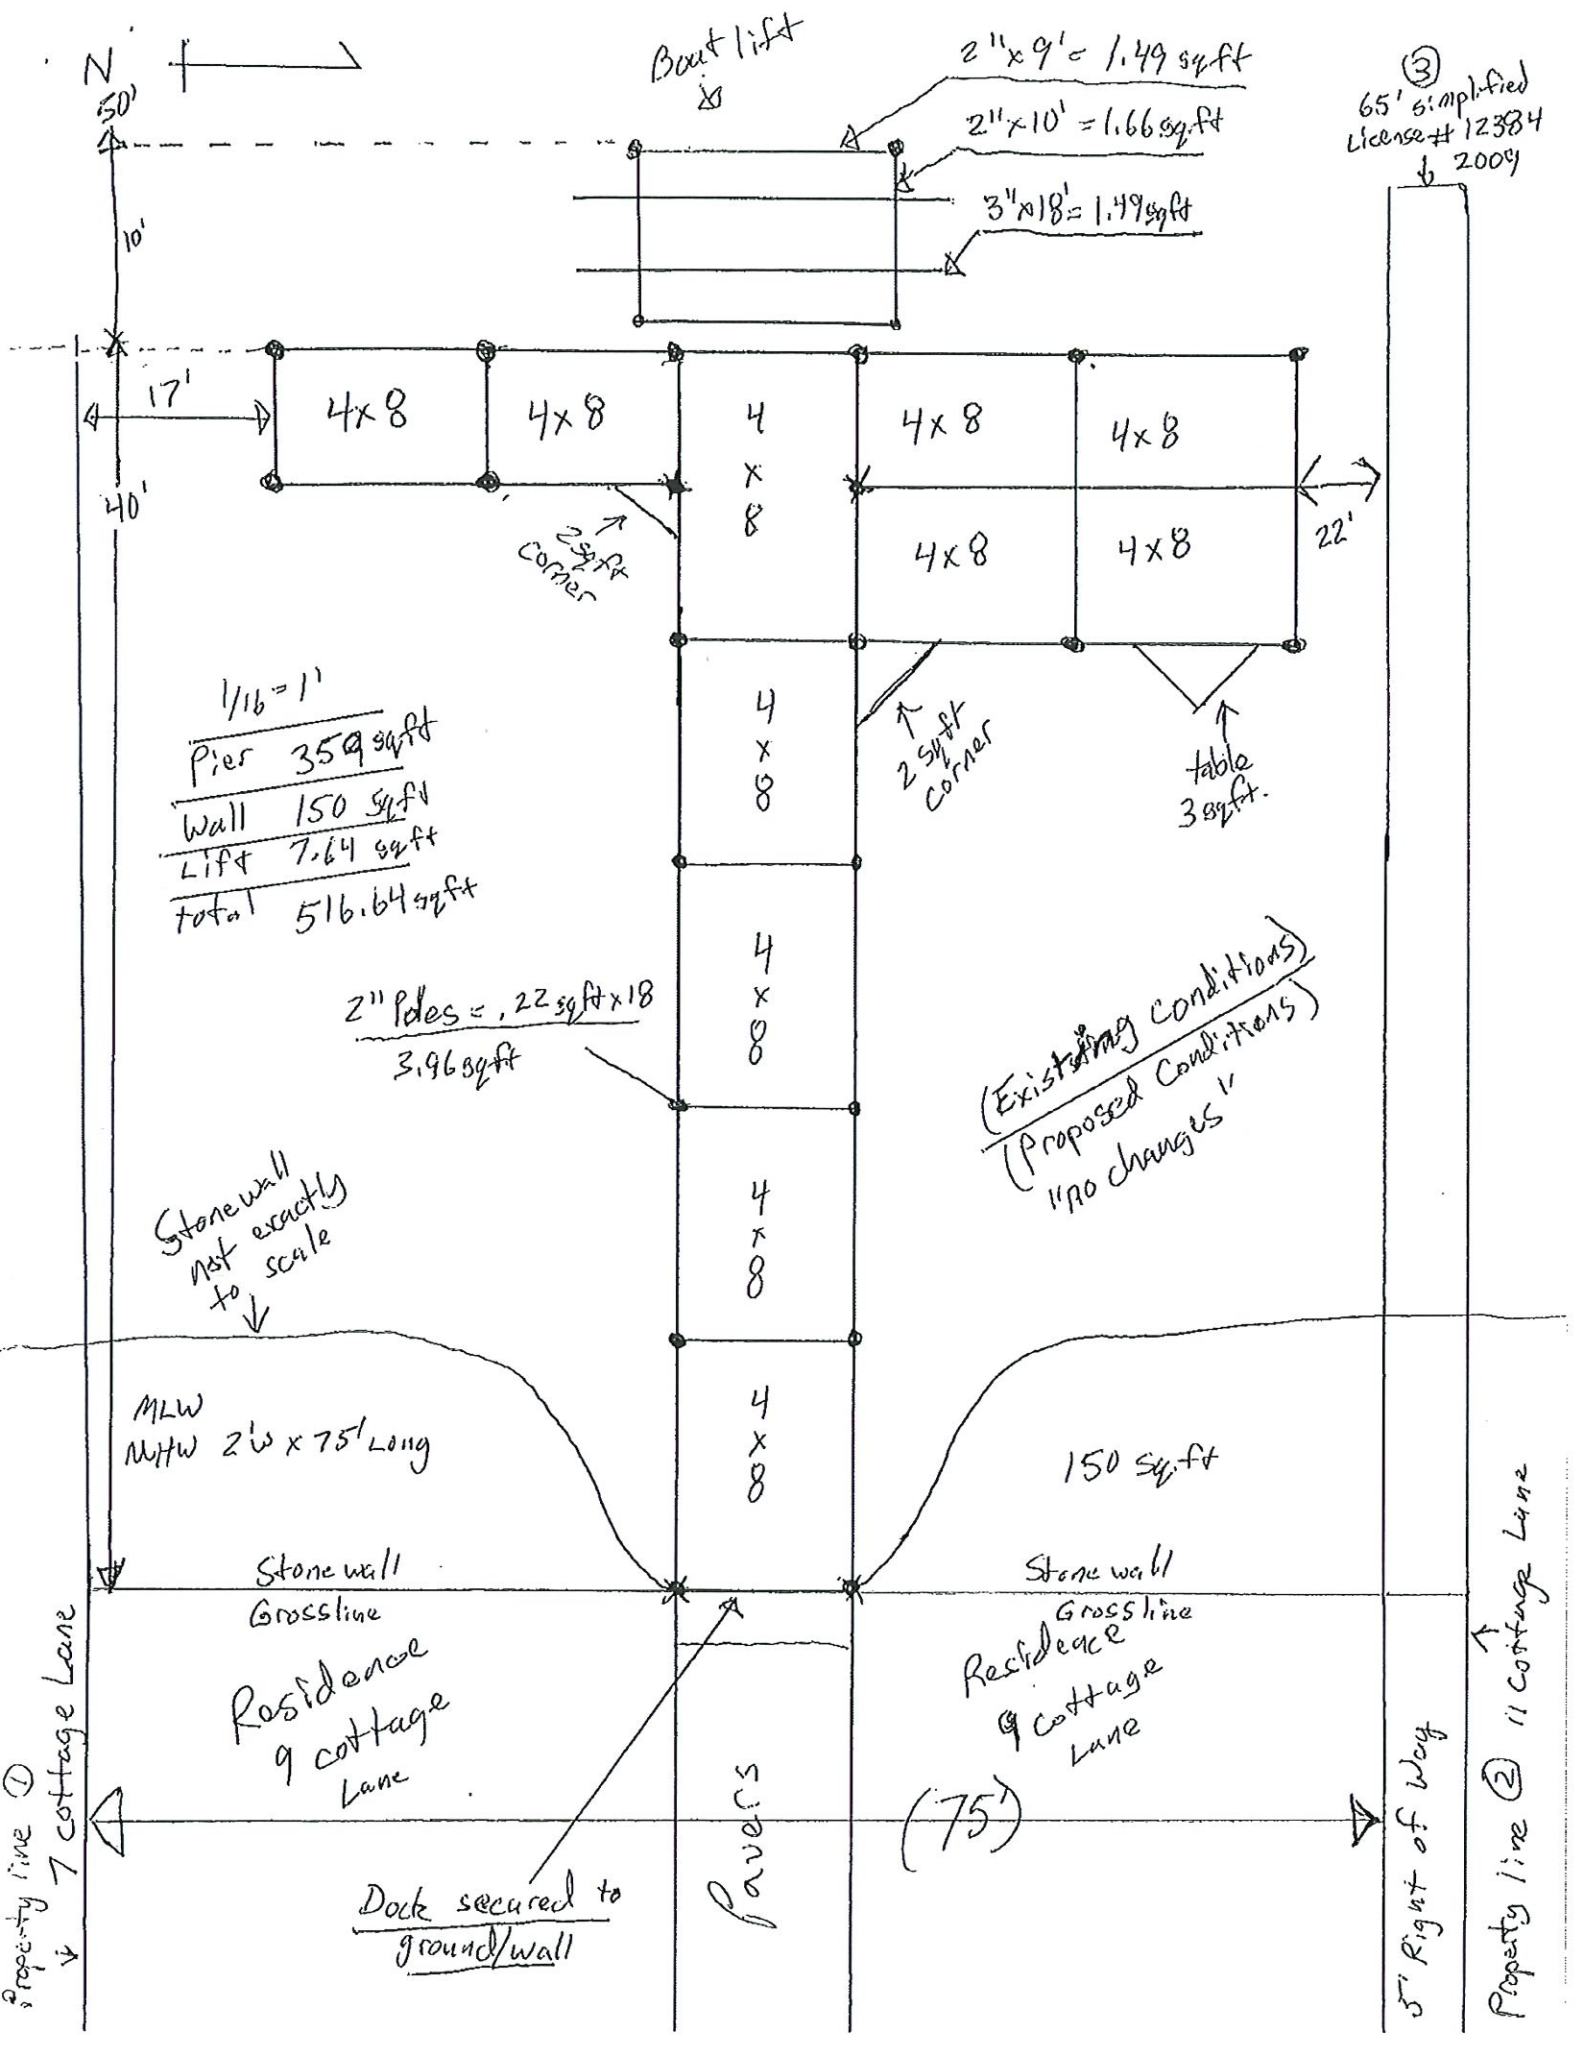 N
50'
Boat lift
2"x9'= 1.49 sqft
2"x10' = 1.66 sqft
3"x18'= 1.49 sqft
③
65' simplified
License# 12384
2009
10'
17'
40'
4x8
4x8
4
x
8
4x8
4x8
4x8
4x8
22'
2 sqft
corner
2 sqft
corner
table
3 sqft.
1/16 = 1'
Pier 359 sqft
Wall 150 sqft
Lift 7.64 sqft
total 516.64 sqft
4
x
8
4
x
8
2" Poles = .22 sqft x 18
3.96 sqft
(Existsting conditions)
(Proposed Conditions)
"no changes"
4
x
8
Stonewall
not exactly
to scale
MLW
MHW 2'W x 75' Long
4
x
8
150 Sq.ft
Stonewall
Grossline
Stonewall
Grossline
Residence
9 cottage
Lane
Residence
9 cottage
Lane
(75')
Pavers
Dock secured to
ground/wall
Property line ①
7 cottage Lane
5' Right of Way
Property line ② 11 Cottage Lane